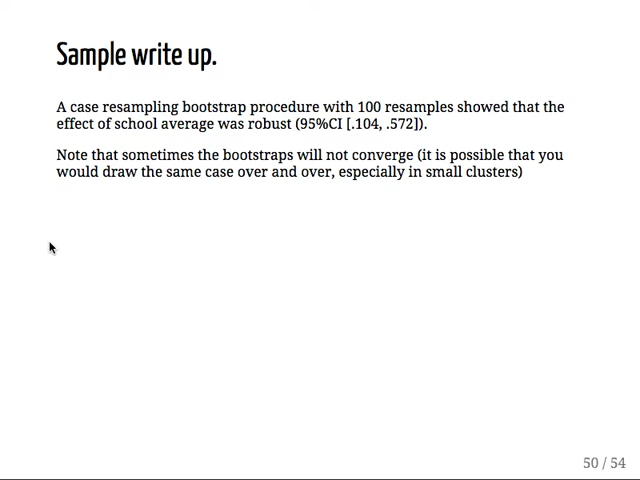 Sample write up.
A case resampling bootstrap procedure with 100 resamples showed that the
effect of school average was robust (95%CI [.104, .572]).
Note that sometimes the bootstraps will not converge (it is possible that you
would draw the same case over and over, especially in small clusters)
50 / 54